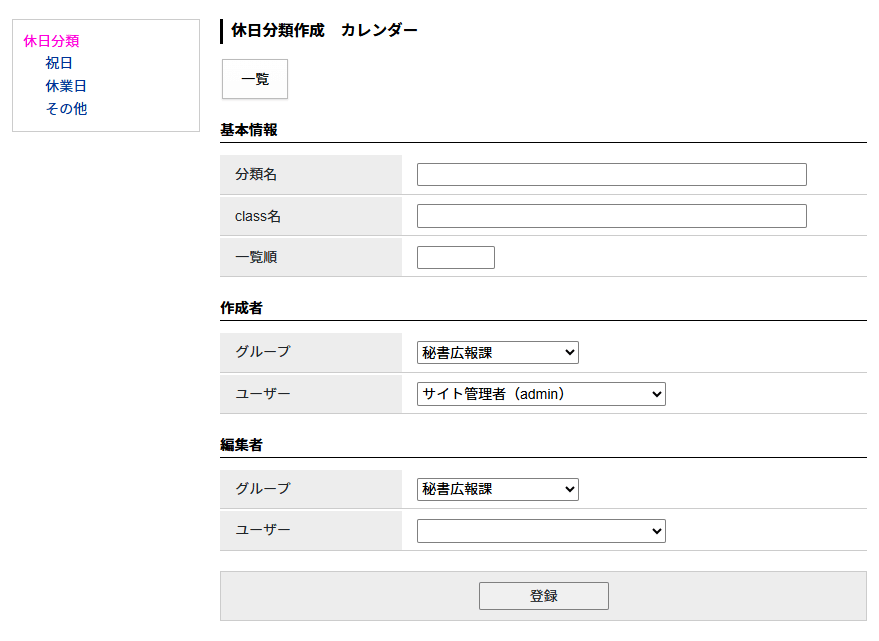 休日分類
祝日
休業日
その他
休日分類作成　カレンダー
一覧
基本情報
分類名
class名
一覧順
作成者
グループ 秘書広報課
ユーザー サイト管理者（admin）
編集者
グループ 秘書広報課
ユーザー
登録